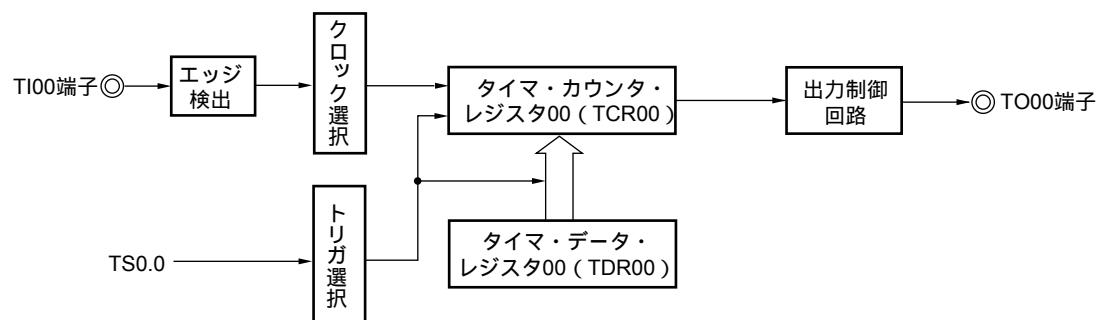 TI00端子
エッジ
検出
クロック選択
タイマ・カウンタ・
レジスタ00（TCR00）
出力制御
回路
TO00端子
TS0.0
トリガ選択
タイマ・データ・
レジスタ00（TDR00）